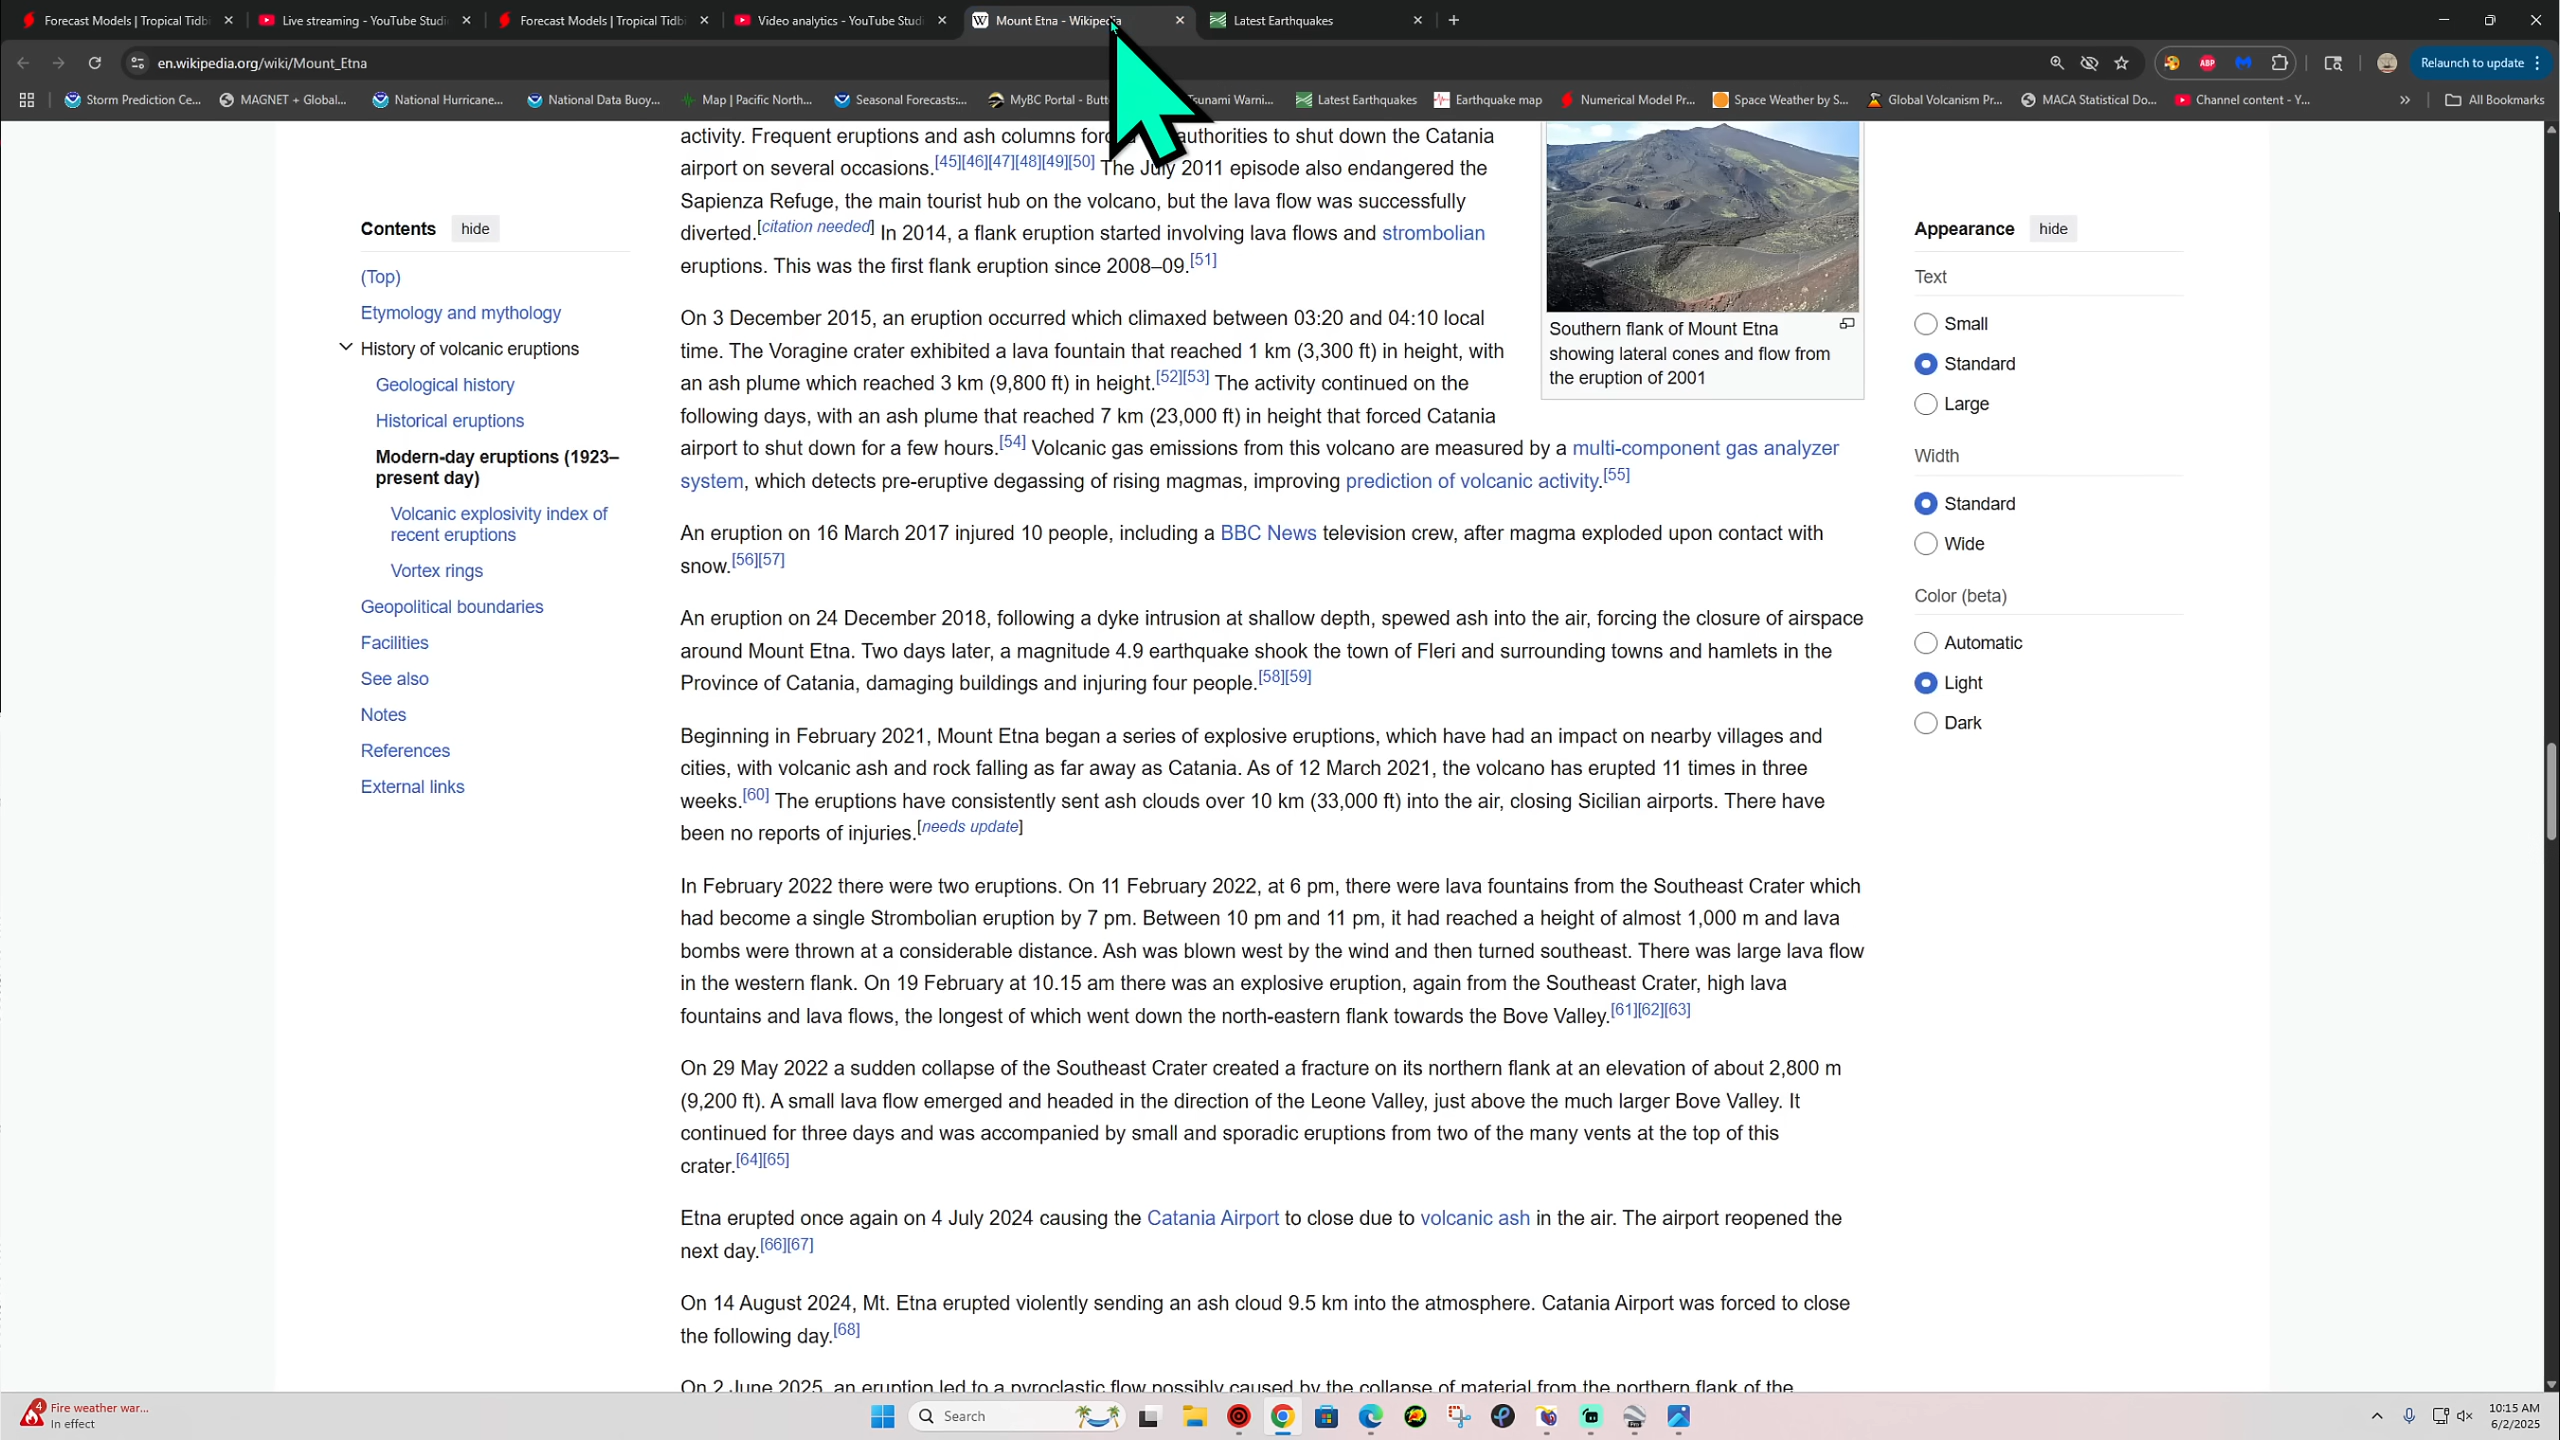 Forecast Models | Tropical Tidbi
Live streaming - YouTube Studi
Forecast Models | Tropical Tidbi
Video analytics - YouTube Studi
Mount Etna - Wikipedia
Latest Earthquakes
en.wikipedia.org/wiki/Mount_Etna
ABP
Relaunch to update
Storm Prediction Ce...
MAGNET + Global...
National Hurricane...
National Data Buoy...
Map | Pacific North...
Seasonal Forecasts:...
MyBC Portal - Butt
Tsunami Warni...
Latest Earthquakes
Earthquake map
Numerical Model Pr...
Space Weather by S...
Global Volcanism Pr...
MACA Statistical Do...
Channel content - Y...
All Bookmarks
Contents
hide
(Top)
Etymology and mythology
History of volcanic eruptions
Geological history
Historical eruptions
Modern-day eruptions (1923–
present day)
Volcanic explosivity index of
recent eruptions
Vortex rings
Geopolitical boundaries
Facilities
See also
Notes
References
External links
activity. Frequent eruptions and ash columns authorities to shut down the Catania
airport on several occasions.[45][46][47][48][49][50] The July 2011 episode also endangered the
Sapienza Refuge, the main tourist hub on the volcano, but the lava flow was successfully
diverted.[citation needed] In 2014, a flank eruption started involving lava flows and strombolian
eruptions. This was the first flank eruption since 2008–09.[51]
Southern flank of Mount Etna
showing lateral cones and flow from
the eruption of 2001
On 3 December 2015, an eruption occurred which climaxed between 03:20 and 04:10 local
time. The Voragine crater exhibited a lava fountain that reached 1 km (3,300 ft) in height, with
an ash plume which reached 3 km (9,800 ft) in height.[52][53] The activity continued on the
following days, with an ash plume that reached 7 km (23,000 ft) in height that forced Catania
airport to shut down for a few hours.[54] Volcanic gas emissions from this volcano are measured by a multi-component gas analyzer
system, which detects pre-eruptive degassing of rising magmas, improving prediction of volcanic activity.[55]
An eruption on 16 March 2017 injured 10 people, including a BBC News television crew, after magma exploded upon contact with
snow.[56][57]
An eruption on 24 December 2018, following a dyke intrusion at shallow depth, spewed ash into the air, forcing the closure of airspace
around Mount Etna. Two days later, a magnitude 4.9 earthquake shook the town of Fleri and surrounding towns and hamlets in the
Province of Catania, damaging buildings and injuring four people.[58][59]
Beginning in February 2021, Mount Etna began a series of explosive eruptions, which have had an impact on nearby villages and
cities, with volcanic ash and rock falling as far away as Catania. As of 12 March 2021, the volcano has erupted 11 times in three
weeks.[60] The eruptions have consistently sent ash clouds over 10 km (33,000 ft) into the air, closing Sicilian airports. There have
been no reports of injuries.[needs update]
In February 2022 there were two eruptions. On 11 February 2022, at 6 pm, there were lava fountains from the Southeast Crater which
had become a single Strombolian eruption by 7 pm. Between 10 pm and 11 pm, it had reached a height of almost 1,000 m and lava
bombs were thrown at a considerable distance. Ash was blown west by the wind and then turned southeast. There was large lava flow
in the western flank. On 19 February at 10.15 am there was an explosive eruption, again from the Southeast Crater, high lava
fountains and lava flows, the longest of which went down the north-eastern flank towards the Bove Valley.[61][62][63]
On 29 May 2022 a sudden collapse of the Southeast Crater created a fracture on its northern flank at an elevation of about 2,800 m
(9,200 ft). A small lava flow emerged and headed in the direction of the Leone Valley, just above the much larger Bove Valley. It
continued for three days and was accompanied by small and sporadic eruptions from two of the many vents at the top of this
crater.[64][65]
Etna erupted once again on 4 July 2024 causing the Catania Airport to close due to volcanic ash in the air. The airport reopened the
next day.[66][67]
On 14 August 2024, Mt. Etna erupted violently sending an ash cloud 9.5 km into the atmosphere. Catania Airport was forced to close
the following day.[68]
On 2 June 2025, an eruption led to a pyroclastic flow possibly caused by the collapse of material from the northern flank of the
Appearance
hide
Text
Small
Standard
Large
Width
Standard
Wide
Color (beta)
Automatic
Light
Dark
4
Fire weather war...
In effect
Search
10:15 AM
6/2/2025